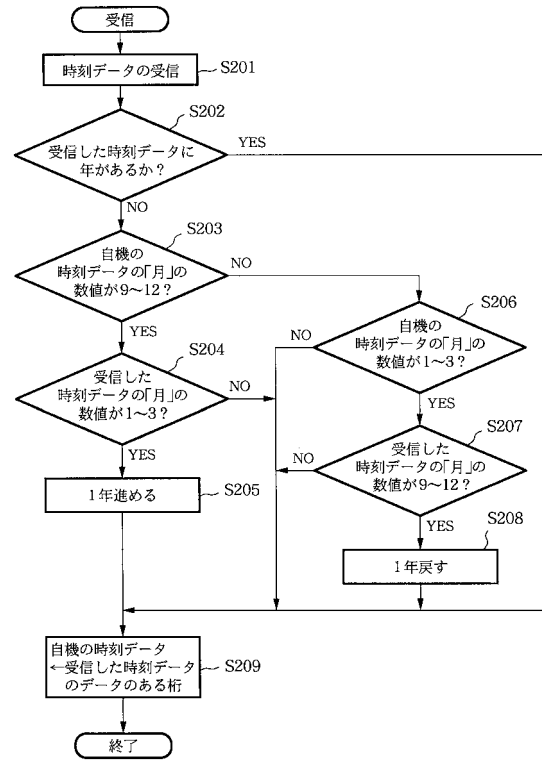 受信
時刻データの受信
S201
S202
受信した時刻データに
年があるか?
YES
NO
S203
自機の
時刻データの「月」の
数値が9~12?
NO
YES
S204
受信した
時刻データの「月」の
数値が1~3?
NO
YES
1年進める
S205
S206
自機の
時刻データの「月」の
数値が1~3?
NO
YES
S207
受信した
時刻データの「月」の
数値が9~12?
NO
YES
S208
1年戻す
自機の時刻データ
←受信した時刻データ
のデータのある桁
S209
終了